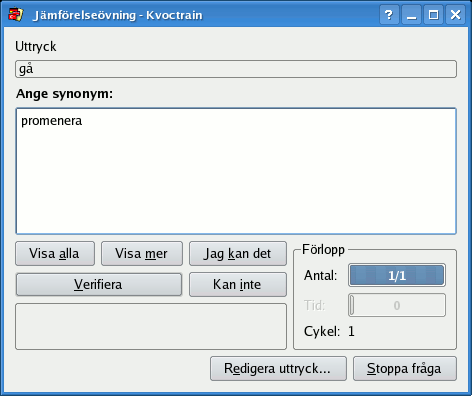 Jämförelseövning - Kvoctrain
Uttryck
gå
Ange synonym:
promenera
Visa alla
Visa mer
Jag kan det
Verifiera
Kan inte
Förlopp
Antal: 1/1
Tid: 0
Cykel: 1
Redigera uttryck...
Stoppa fråga